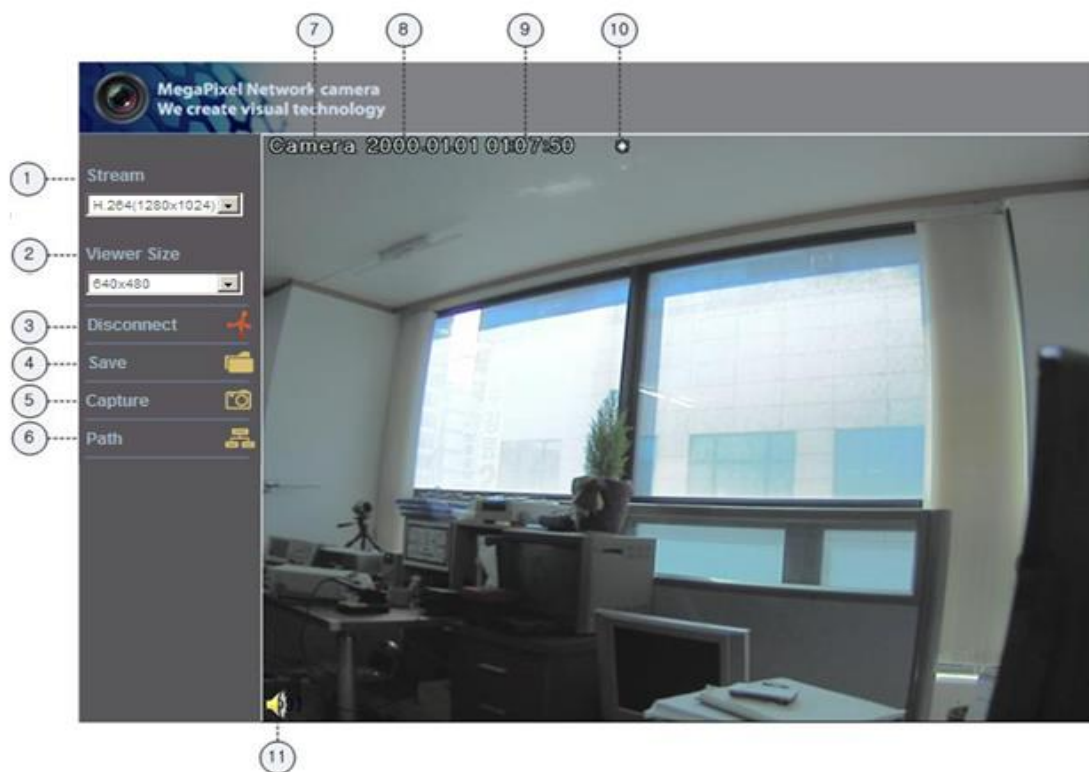 7 8 9 10
MegaPixel Network camera
We create visual technology
Camera 2000.01.01 01:07:50
1 Stream
H.264(1280x1024)
2 Viewer Size
640x480
3 Disconnect
4 Save
5 Capture
6 Path
11